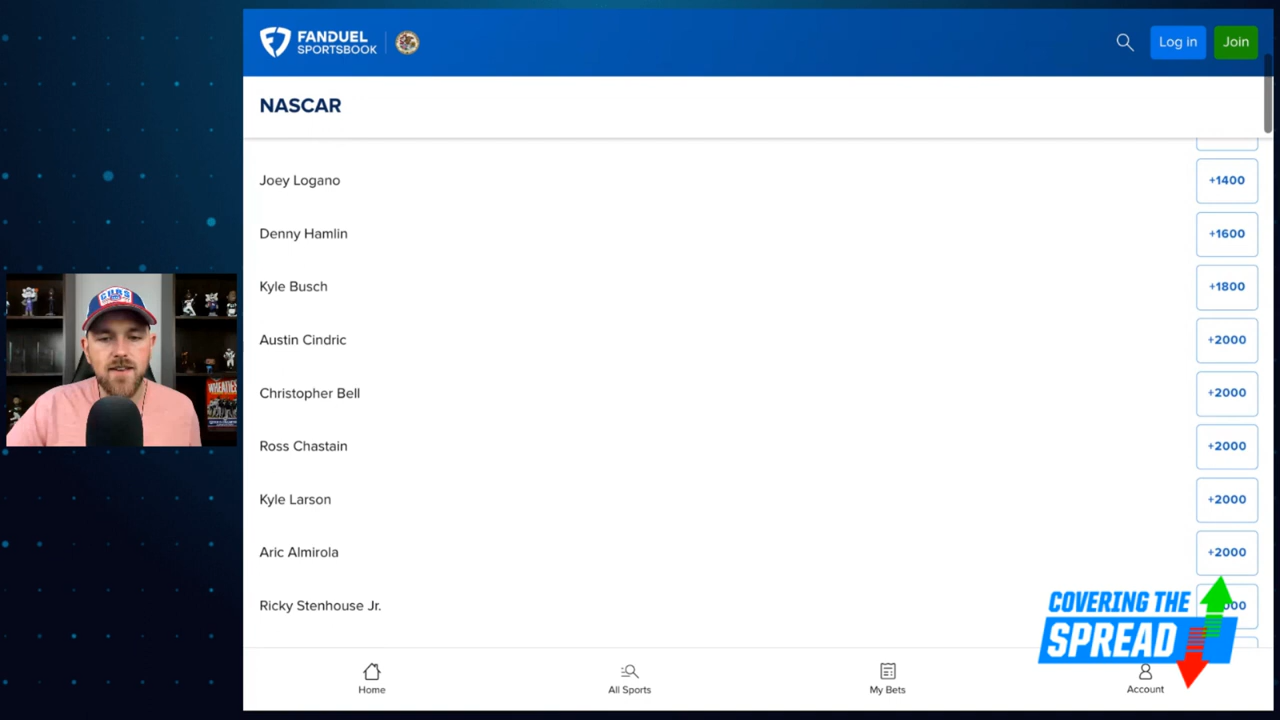 FANDUEL
SPORTSBOOK
Log in
Join
NASCAR
Joey Logano
+1400
Denny Hamlin
+1600
Kyle Busch
+1800
Austin Cindric
+2000
Christopher Bell
+2000
Ross Chastain
+2000
Kyle Larson
+2000
Aric Almirola
+2000
Ricky Stenhouse Jr.
COVERING THE
SPREAD
Home
All Sports
My Bets
Account
CUBS
WHEATIES